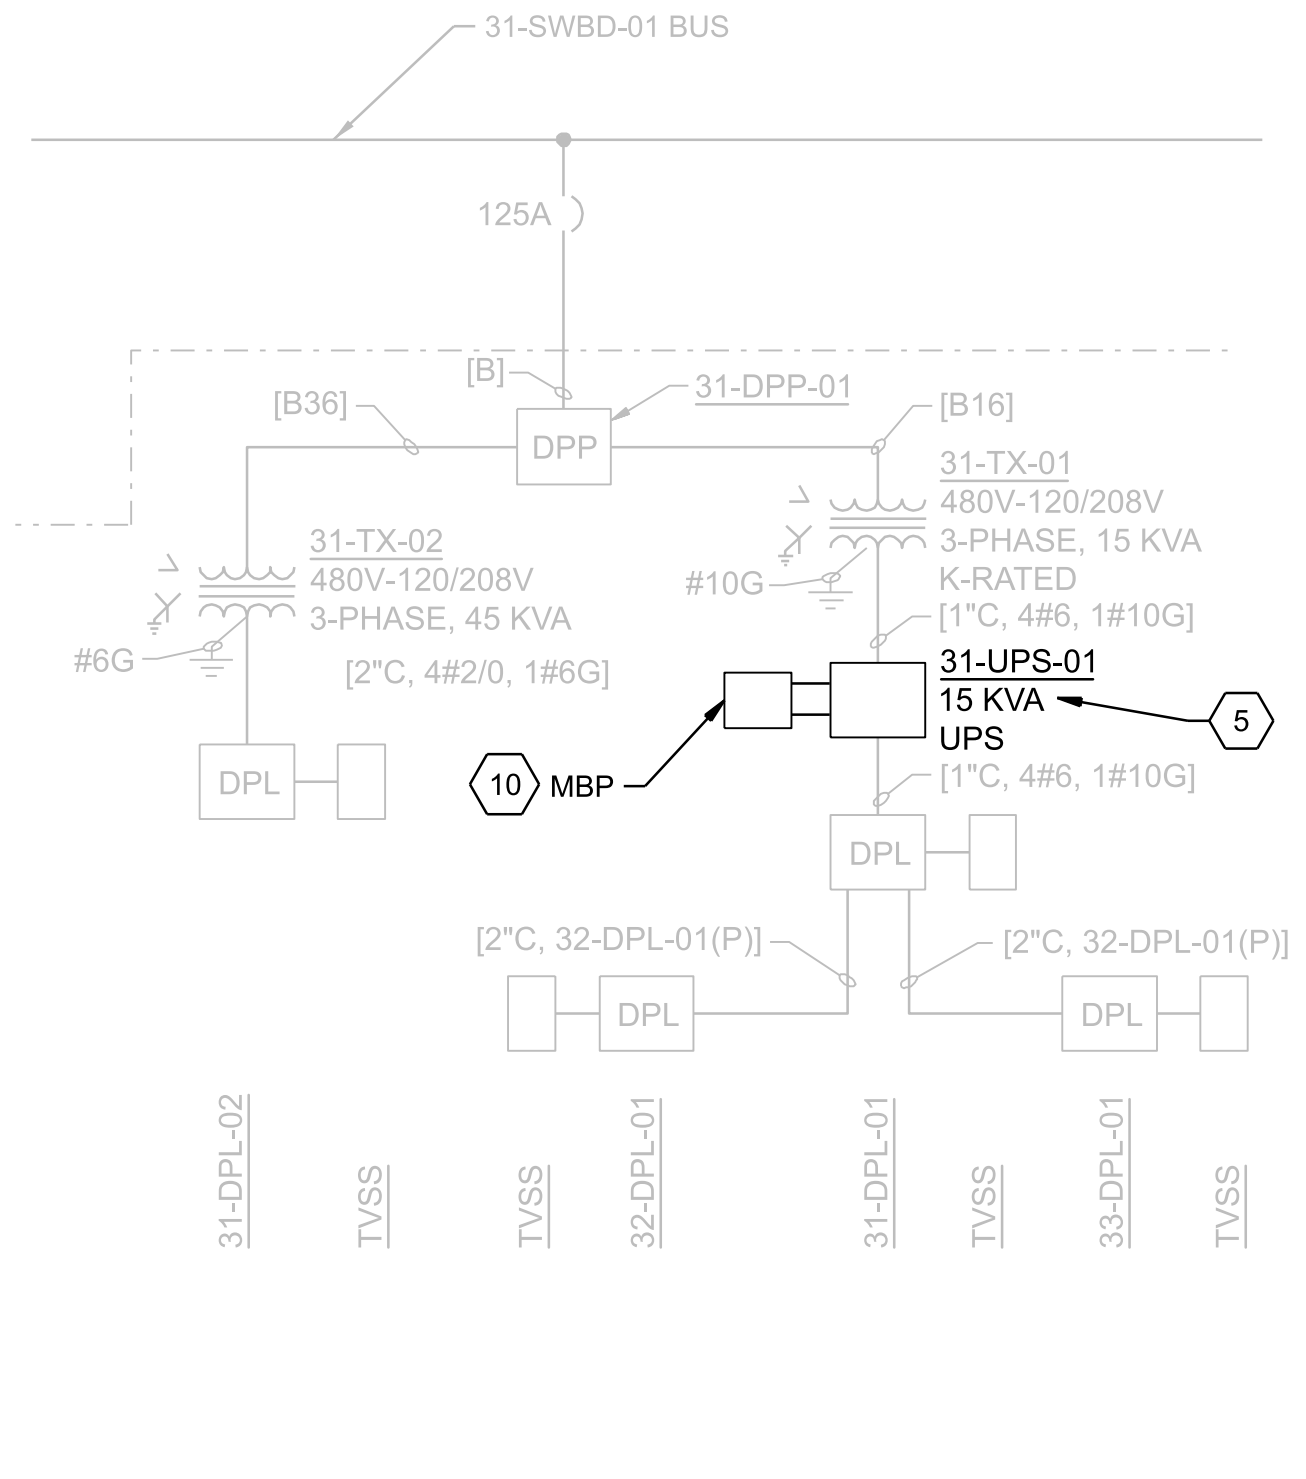 31-SWBD-01 BUS
125A
[B]
31-DPP-01
[B36]
[B16]
DPP
31-TX-01
480V-120/208V
3-PHASE, 15 KVA
K-RATED
#10G
[1"C, 4#6, 1#10G]
31-TX-02
480V-120/208V
3-PHASE, 45 KVA
#6G
[2"C, 4#2/0, 1#6G]
31-UPS-01
15 KVA
UPS
5
10
MBP
[1"C, 4#6, 1#10G]
DPL
DPL
[2"C, 32-DPL-01(P)]
[2"C, 32-DPL-01(P)]
DPL
DPL
31-DPL-02
TVSS
TVSS
32-DPL-01
31-DPL-01
TVSS
33-DPL-01
TVSS